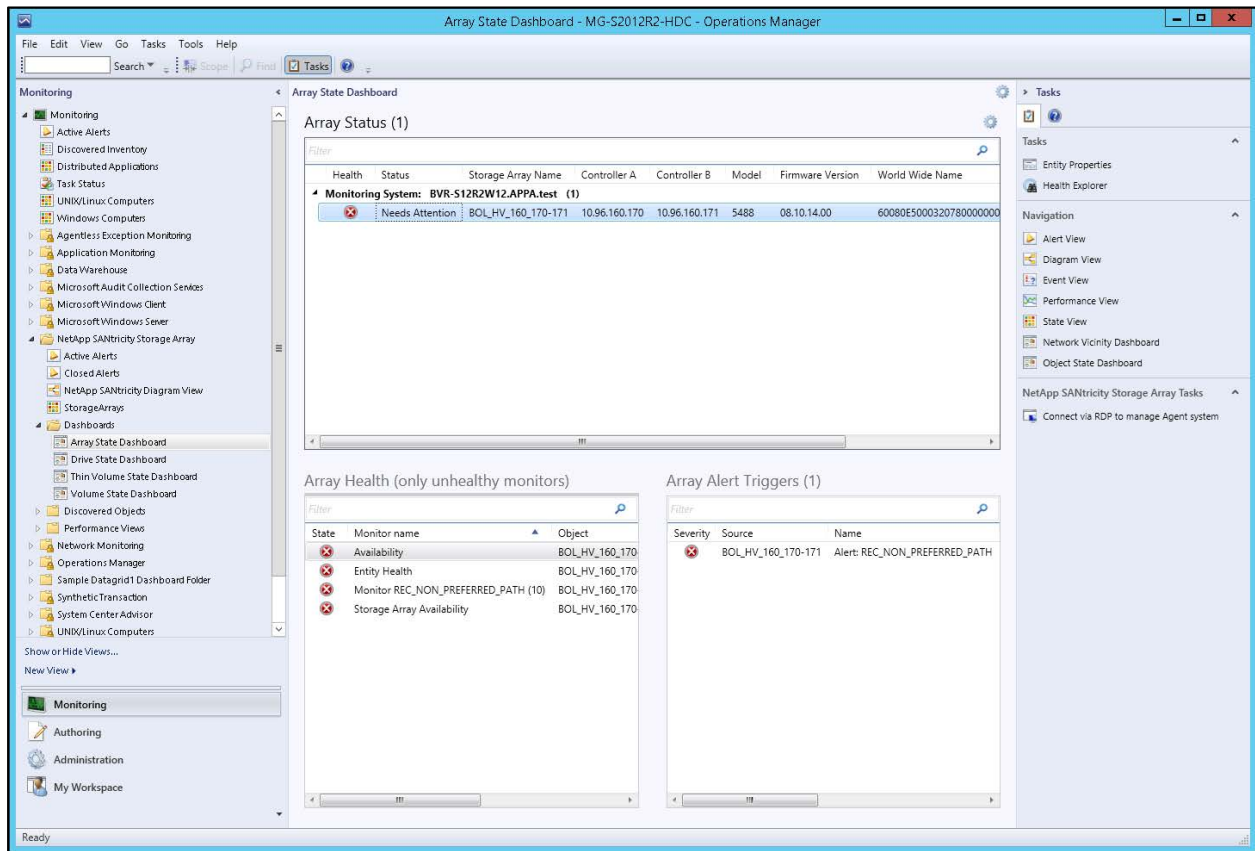 Array State Dashboard - MG-S2012R2-HDC - Operations Manager
File Edit View Go Tasks Tools Help
Search Scope Find Tasks
Monitoring
Monitoring
Active Alerts
Discovered Inventory
Distributed Applications
Task Status
UNIX/Linux Computers
Windows Computers
Agentless Exception Monitoring
Application Monitoring
Data Warehouse
Microsoft Audit Collection Services
Microsoft Windows Client
Microsoft Windows Server
NetApp SANtricity Storage Array
Active Alerts
Closed Alerts
NetApp SANtricity Diagram View
StorageArrays
Dashboards
Array State Dashboard
Drive State Dashboard
Thin Volume State Dashboard
Volume State Dashboard
Discovered Objects
Performance Views
Network Monitoring
Operations Manager
Sample Datagrid1 Dashboard Folder
Synthetic Transaction
System Center Advisor
UNIX/Linux Computers
Show or Hide Views...
New View
Monitoring
Authoring
Administration
My Workspace
Array State Dashboard
Array Status (1)
Filter
Health Status Storage Array Name Controller A Controller B Model Firmware Version World Wide Name
Monitoring System: BVR-S12R2W12.APPA.test (1)
Needs Attention BOL_HV_160_170-171 10.96.160.170 10.96.160.171 5488 08.10.14.00 60080E5000320780000000
Array Health (only unhealthy monitors)
Filter
State Monitor name Object
Availability BOL_HV_160_170-
Entity Health BOL_HV_160_170-
Monitor REC_NON_PREFERRED_PATH (10) BOL_HV_160_170-
Storage Array Availability BOL_HV_160_170-
Array Alert Triggers (1)
Filter
Severity Source Name
BOL_HV_160_170-171 Alert: REC_NON_PREFERRED_PATH
Tasks
Tasks
Entity Properties
Health Explorer
Navigation
Alert View
Diagram View
Event View
Performance View
State View
Network Vicinity Dashboard
Object State Dashboard
NetApp SANtricity Storage Array Tasks
Connect via RDP to manage Agent system
Ready